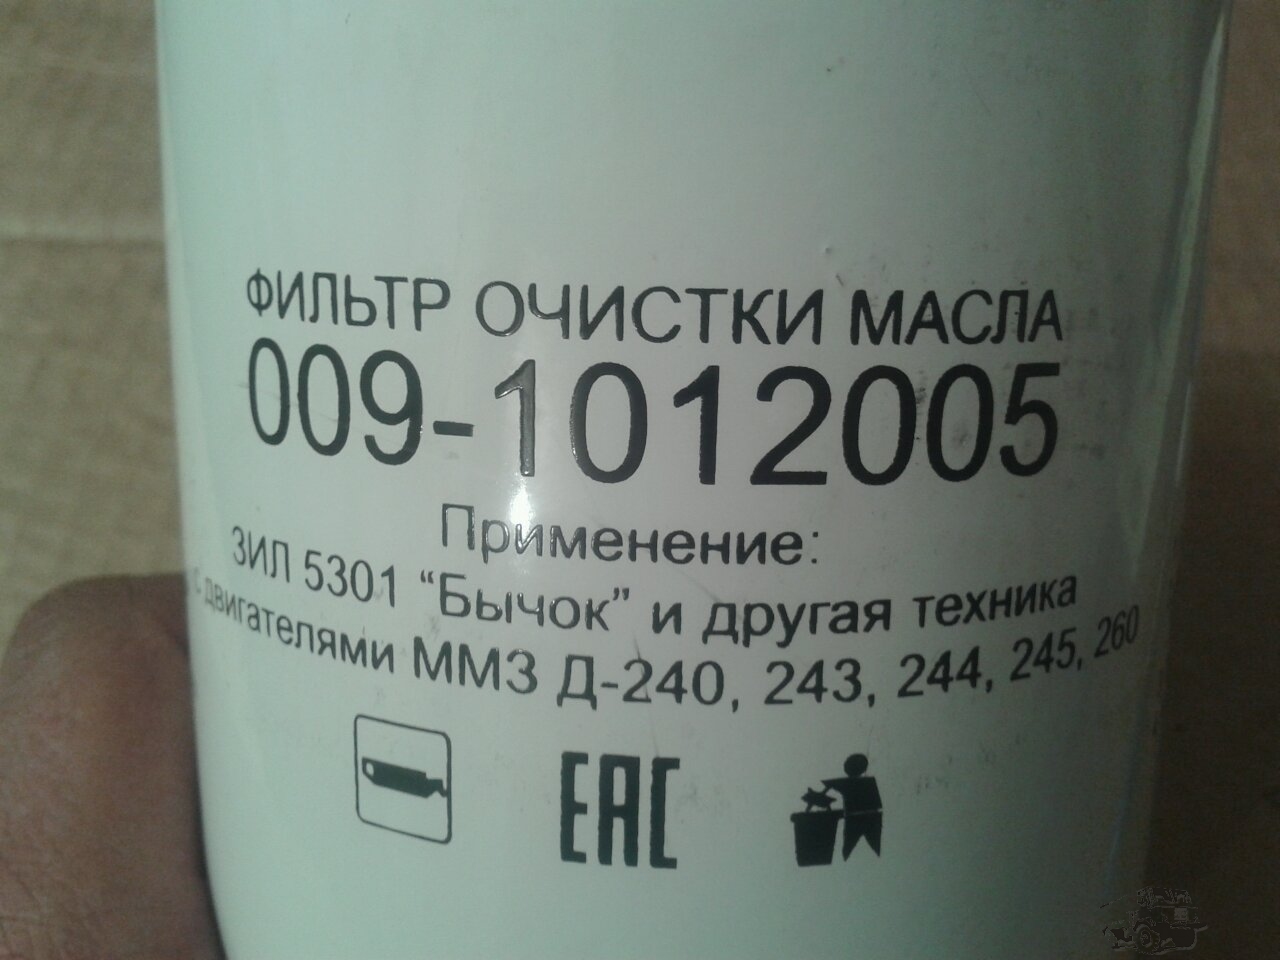 ФИЛЬТР ОЧИСТКИ МАСЛА
009-1012005
Применение:
ЗИЛ 5301 “Бычок” и другая техника
с двигателями ММЗ Д-240, 243, 244, 245, 260
ЕАС